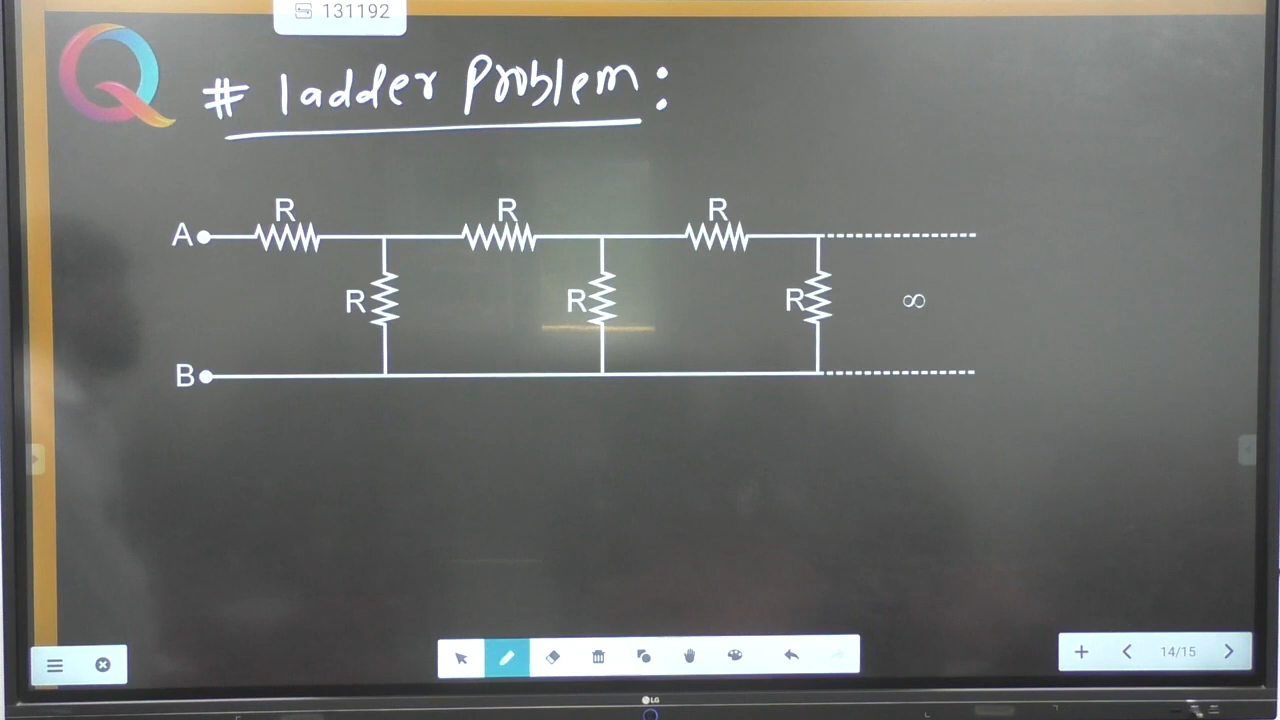 131192
# ladder Problem:
R R R
A
R R R ∞
B
14/15
LG